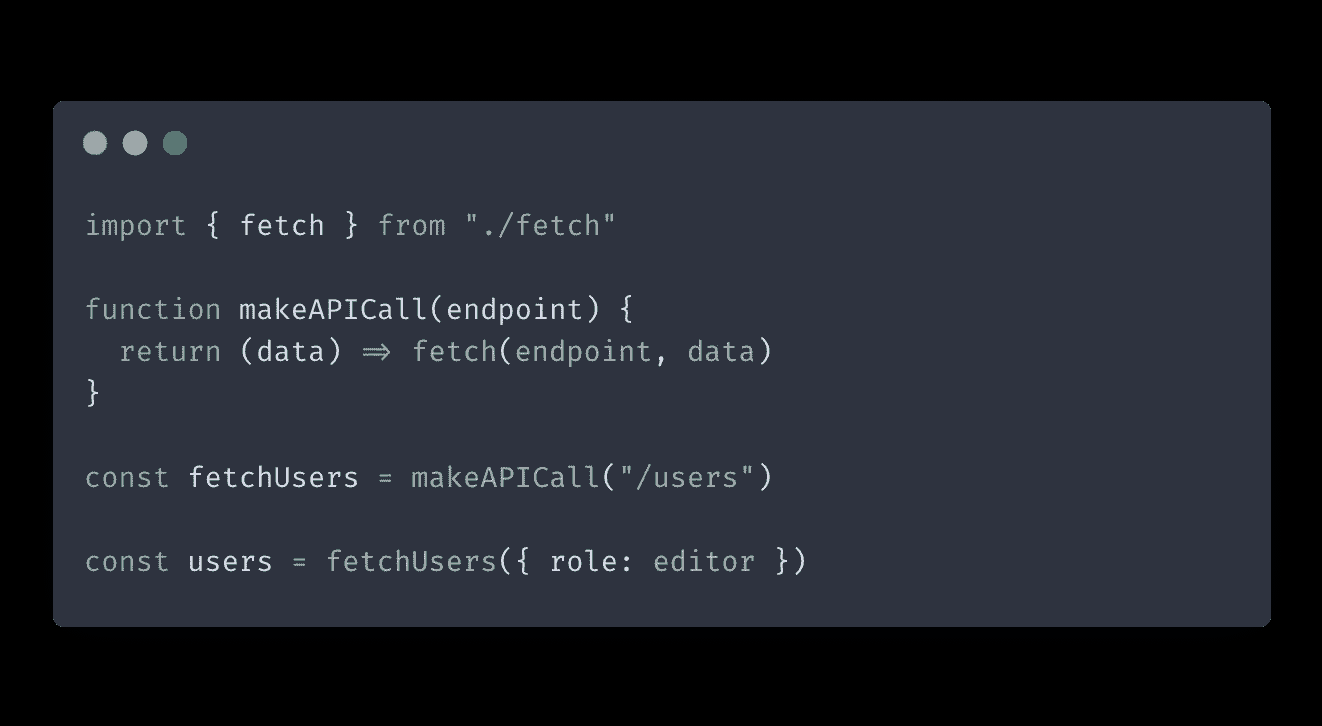 import { fetch } from "./fetch"
function makeAPICall(endpoint) {
  return (data) => fetch(endpoint, data)
}
const fetchUsers = makeAPICall("/users")
const users = fetchUsers({ role: editor })